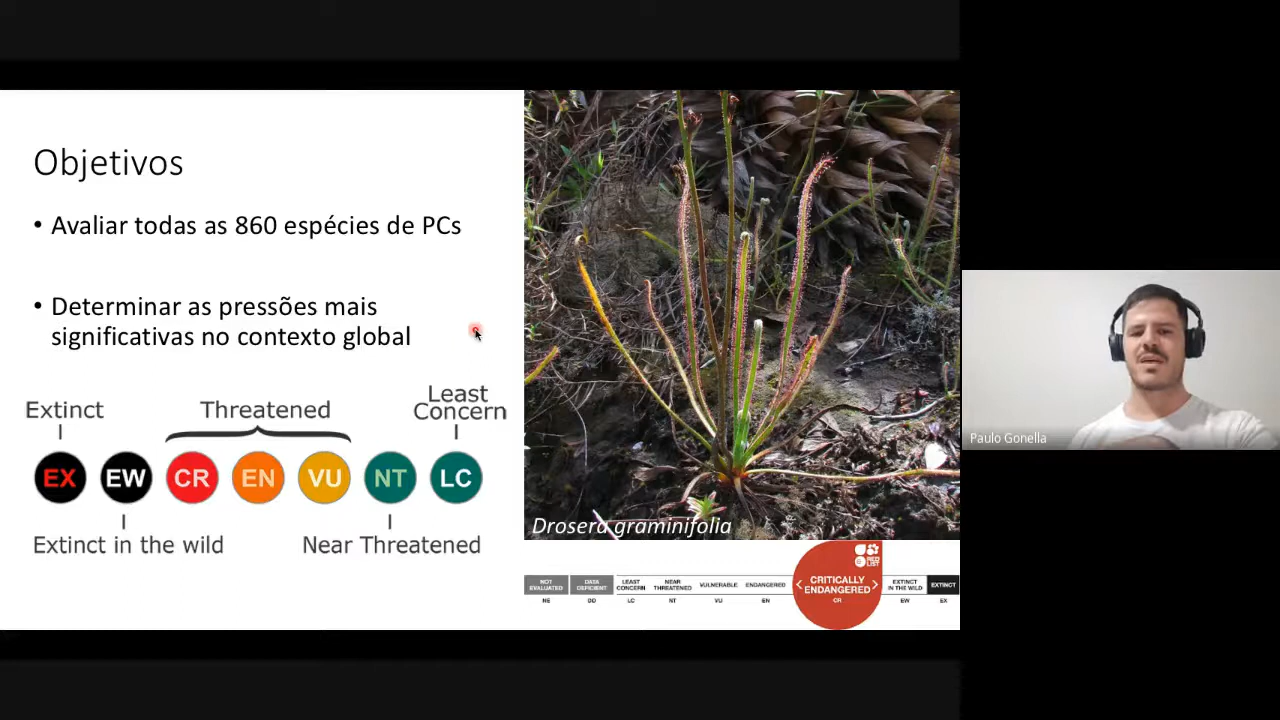 Objetivos
• Avaliar todas as 860 espécies de PCs
• Determinar as pressões mais
significativas no contexto global
Extinct
Threatened
Least
Concern
EX
EW
CR
EN
VU
NT
LC
Extinct in the wild
Near Threatened
Drosera graminifolia
NOT
EVALUATED
NE
DATA
DEFICIENT
DD
LEAST
CONCERN
LC
NEAR
THREATENED
NT
VULNERABLE
VU
ENDANGERED
EN
RED
LIST
< CRITICALLY
ENDANGERED >
CR
EXTINCT
IN THE WILD
EW
EXTINCT
EX
Paulo Gonella